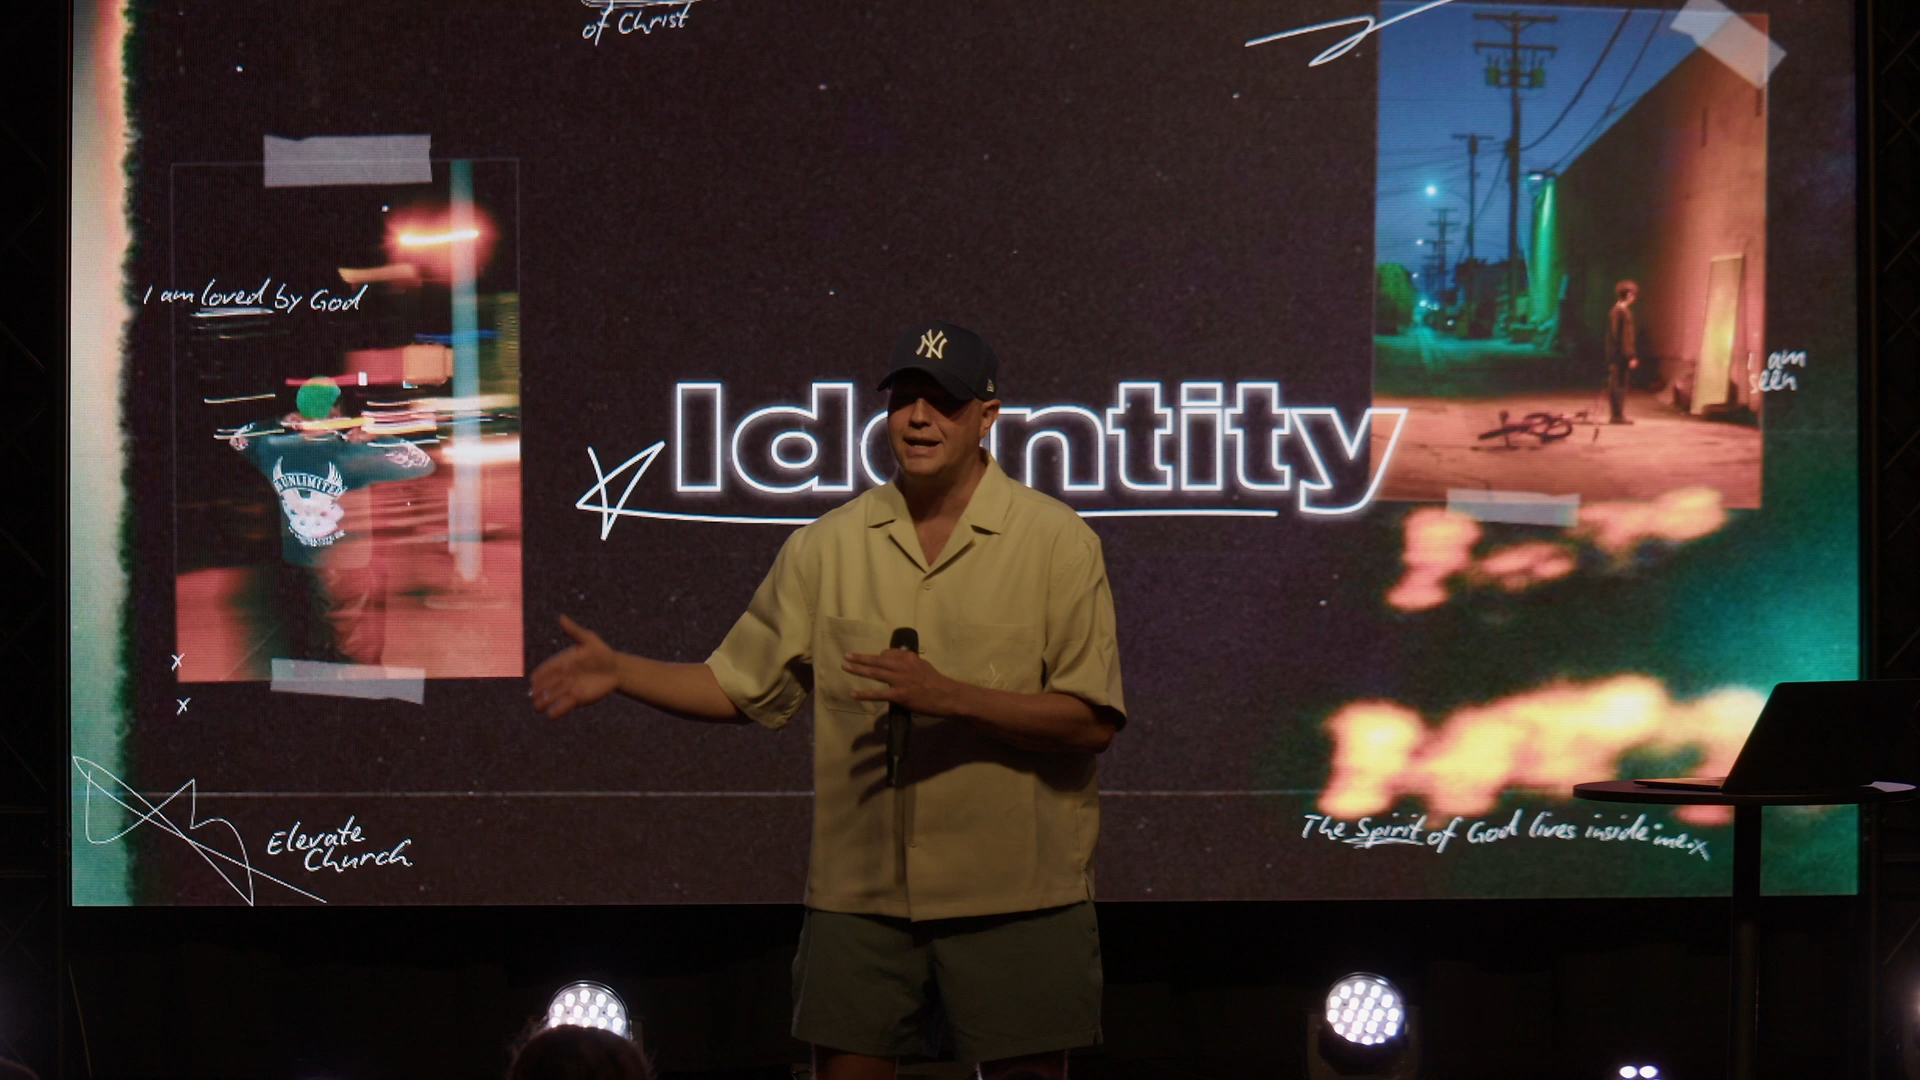 of Christ
I am loved by God
NY
Identity
UNLIMITED
I am
seen
x
x
Elevate
Church
The Spirit of God lives inside me x